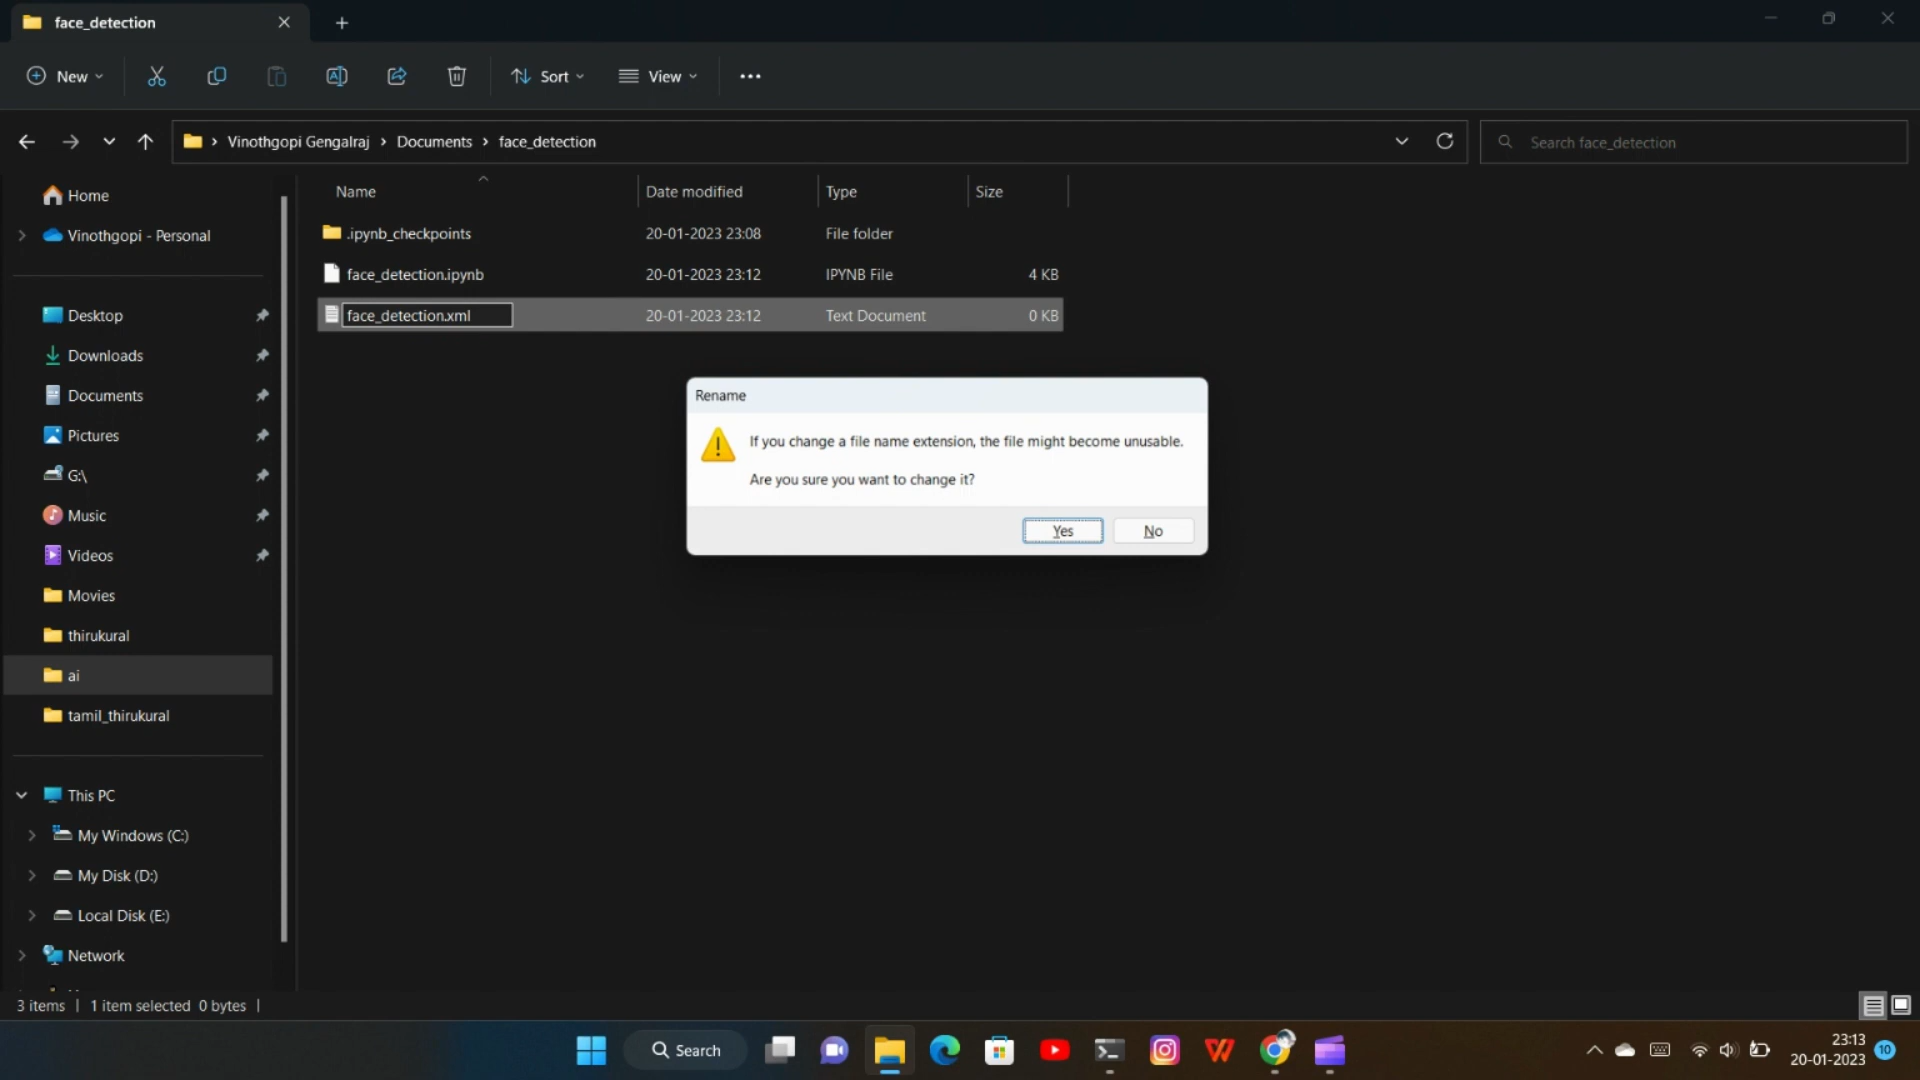 face_detection
New
Sort
View
Vinothgopi Gengalraj
Documents
face_detection
Search face_detection
Home
Vinothgopi - Personal
Desktop
Downloads
Documents
Pictures
G:\
Music
Videos
Movies
thirukural
ai
tamil_thirukural
This PC
My Windows (C:)
My Disk (D:)
Local Disk (E:)
Network
Name Date modified Type Size
.ipynb_checkpoints 20-01-2023 23:08 File folder
face_detection.ipynb 20-01-2023 23:12 IPYNB File 4 KB
face_detection.xml 20-01-2023 23:12 Text Document 0 KB
Rename
If you change a file name extension, the file might become unusable.
Are you sure you want to change it?
Yes No
3 items 1 item selected 0 bytes
Search
23:13
20-01-2023
10